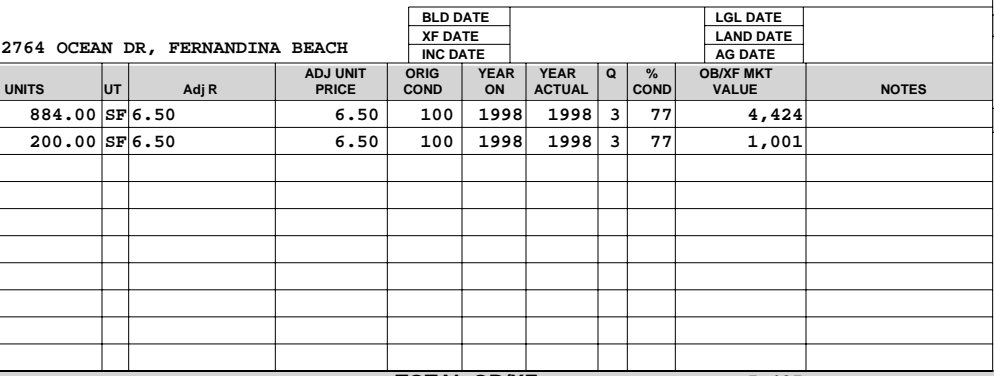 BLD DATE LGL DATE
XF DATE LAND DATE
2764 OCEAN DR, FERNANDINA BEACH
INC DATE AG DATE
UNITS UT Adj R ADJ UNIT PRICE ORIG COND YEAR ON YEAR ACTUAL Q % COND OB/XF MKT VALUE NOTES
884.00 SF 6.50 6.50 100 1998 1998 3 77 4,424
200.00 SF 6.50 6.50 100 1998 1998 3 77 1,001